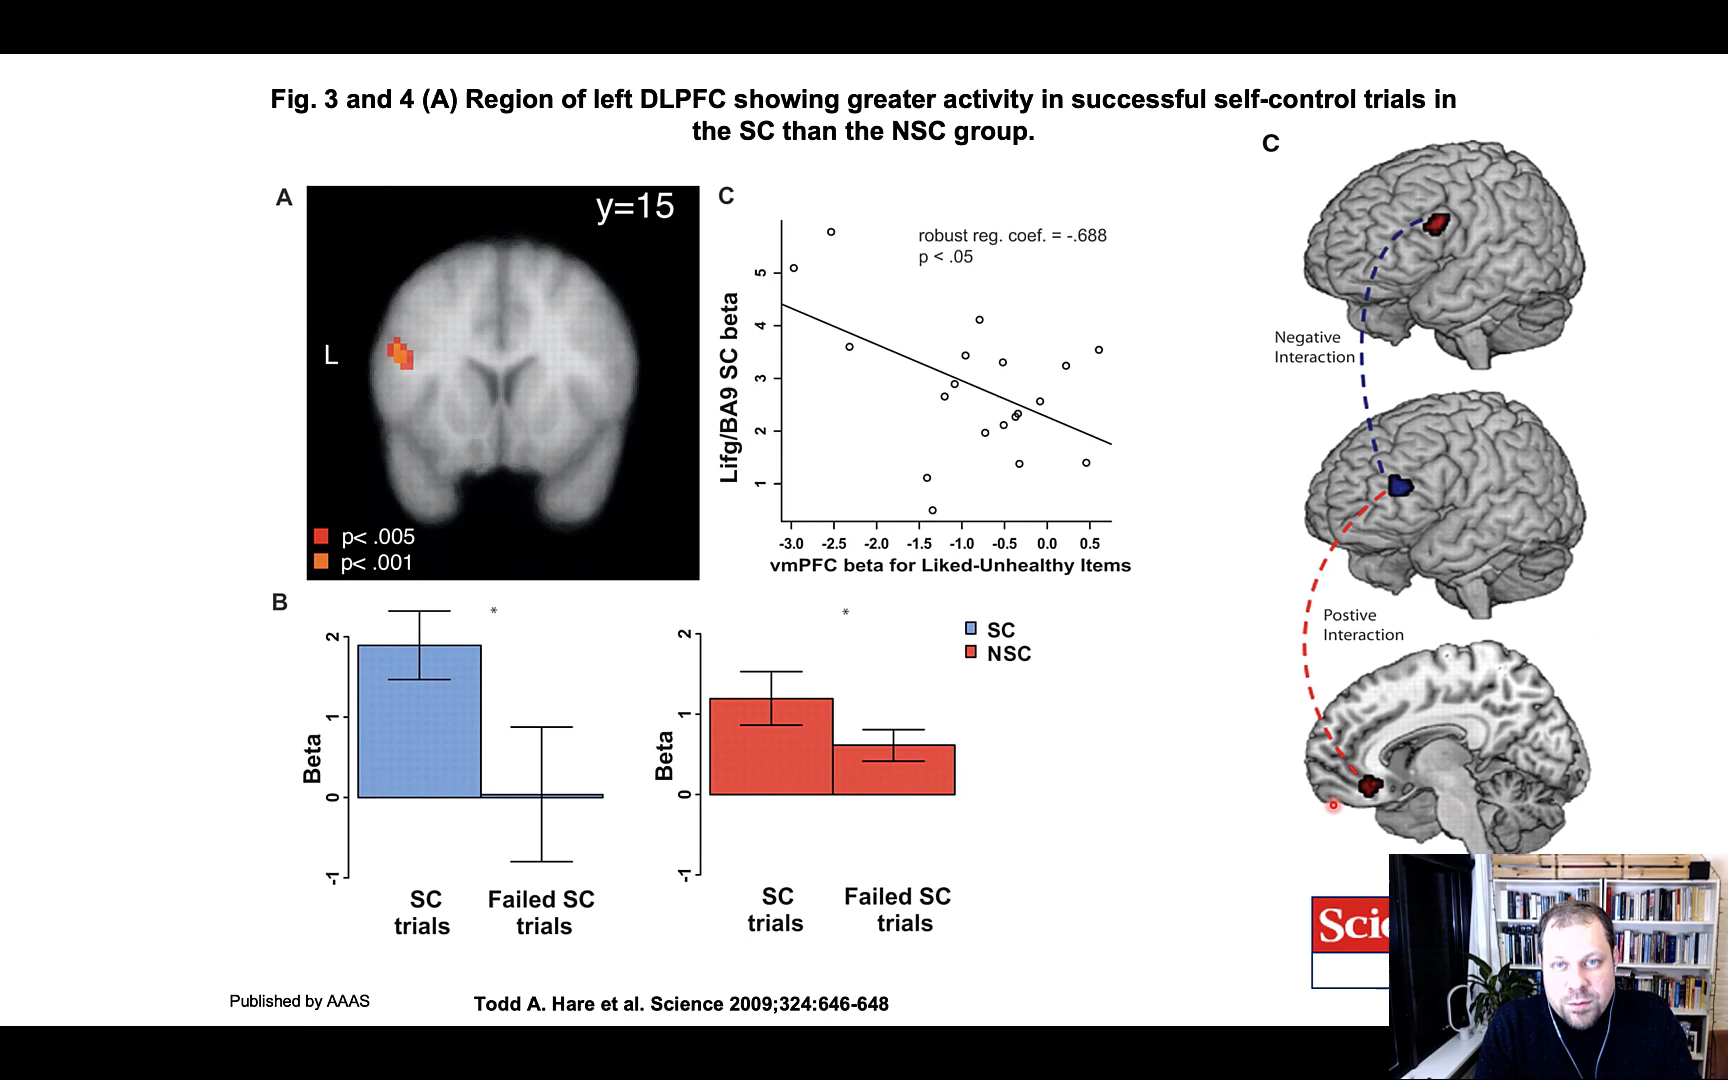 Fig. 3 and 4 (A) Region of left DLPFC showing greater activity in successful self-control trials in
the SC than the NSC group.
A
y=15
L
p< .005
p< .001
C
robust reg. coef. = -.688
p < .05
Lifg/BA9 SC beta
5
4
3
2
1
-3.0 -2.5 -2.0 -1.5 -1.0 -0.5 0.0 0.5
vmPFC beta for Liked-Unhealthy Items
B
*
Beta
2
1
0
-1
SC
trials
Failed SC
trials
*
Beta
2
1
0
-1
SC
trials
Failed SC
trials
SC
NSC
C
Negative
Interaction
Postive
Interaction
Scie
Published by AAAS
Todd A. Hare et al. Science 2009;324:646-648